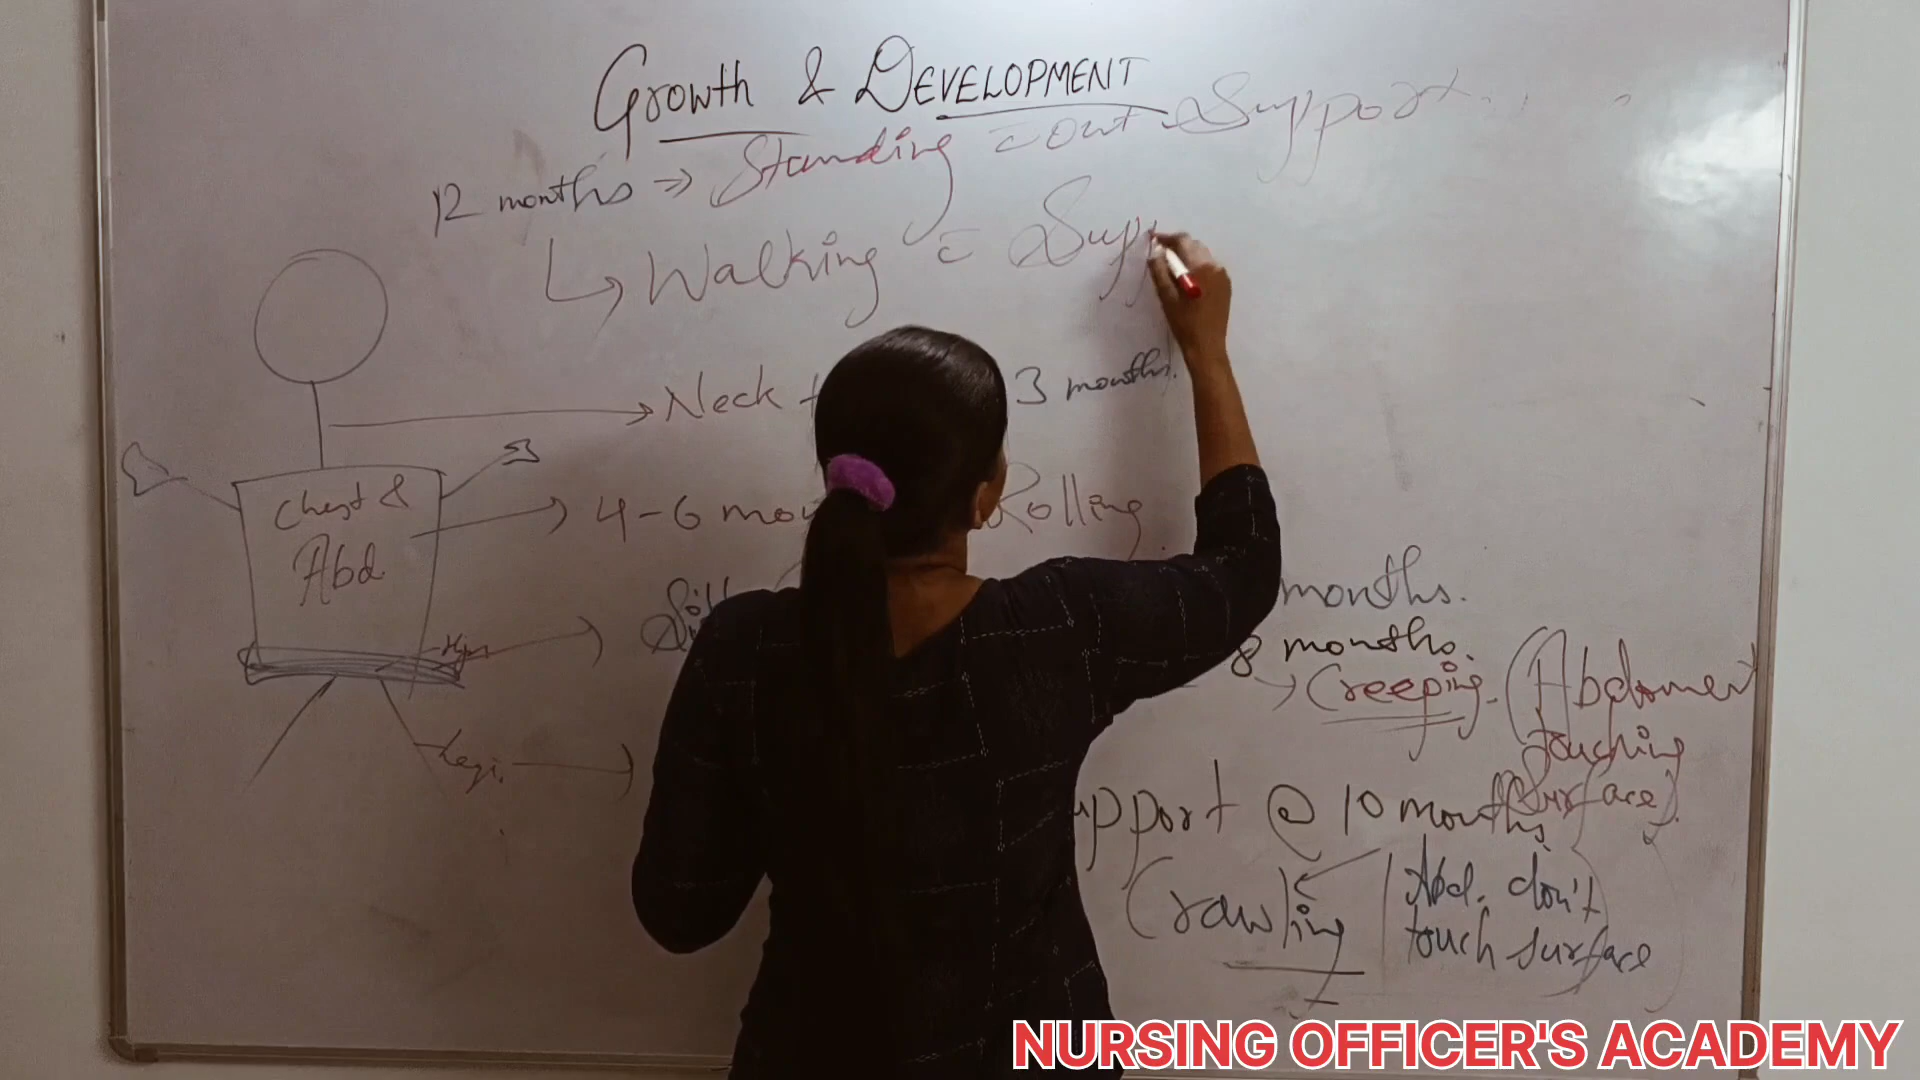 Growth & DEVELOPMENT
12 months => Standing c̄out Support.
Walking c̄ Supp
Neck
3 months.
Chest &
Abd
4-6 mo
Rolling.
months.
8 months.
Hips
Creeping. (Abdomen
touching
Surface).
Legs.
upport @ 10 months.
Crawling
Abd. don't
touch surface
NURSING OFFICER'S ACADEMY